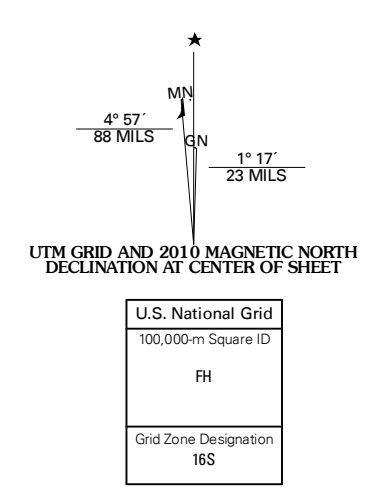 MN
4° 57´
88 MILS
GN
1° 17´
23 MILS
UTM GRID AND 2010 MAGNETIC NORTH
DECLINATION AT CENTER OF SHEET
U.S. National Grid
100,000-m Square ID
FH
Grid Zone Designation
16S